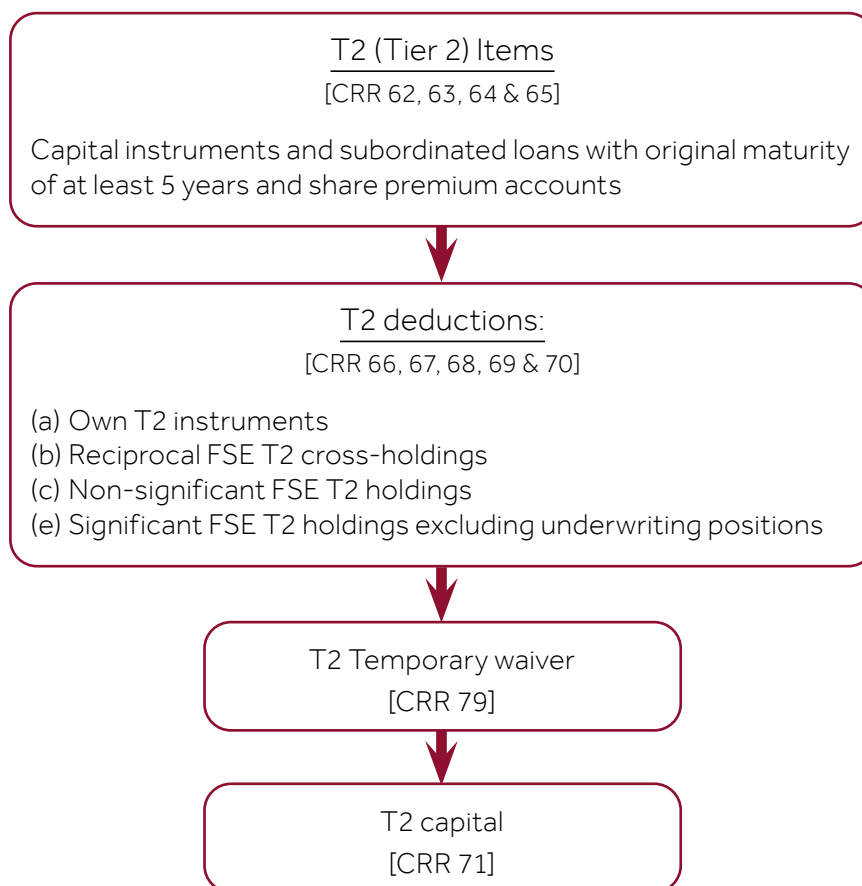 T2 (Tier 2) Items
[CRR 62, 63, 64 & 65]
Capital instruments and subordinated loans with original maturity
of at least 5 years and share premium accounts
T2 deductions:
[CRR 66, 67, 68, 69 & 70]
(a) Own T2 instruments
(b) Reciprocal FSE T2 cross-holdings
(c) Non-significant FSE T2 holdings
(e) Significant FSE T2 holdings excluding underwriting positions
T2 Temporary waiver
[CRR 79]
T2 capital
[CRR 71]